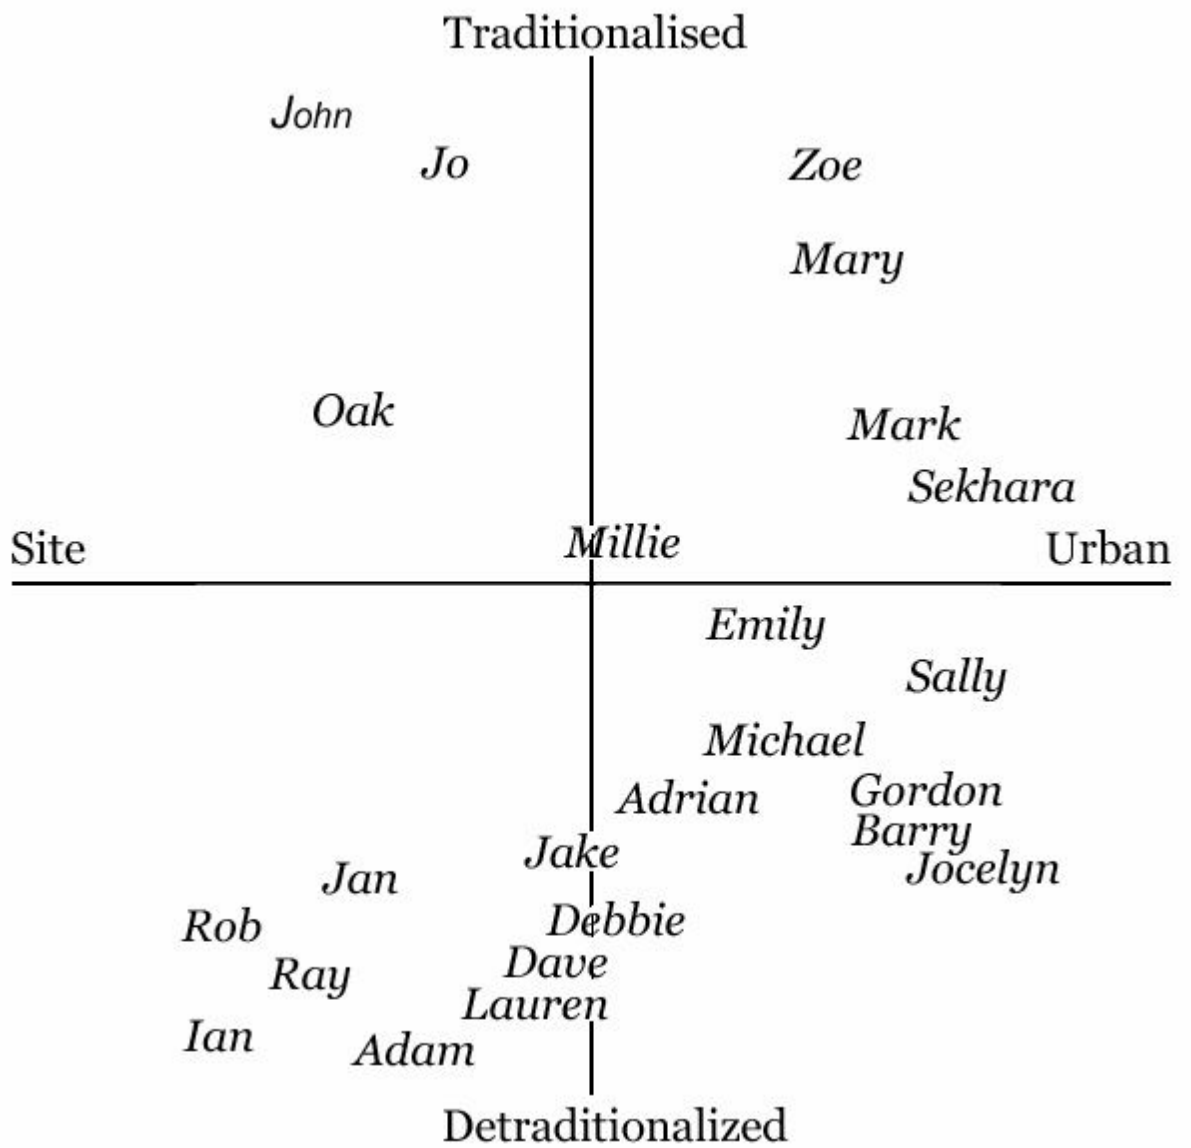 Traditionalised
John
Jo
Zoe
Mary
Oak
Mark
Sekhara
Millie
Site
Urban
Emily
Sally
Michael
Gordon
Adrian
Barry
Jake
Jocelyn
Jan
Debbie
Rob
Dave
Ray
Lauren
Ian
Adam
Detraditionalized